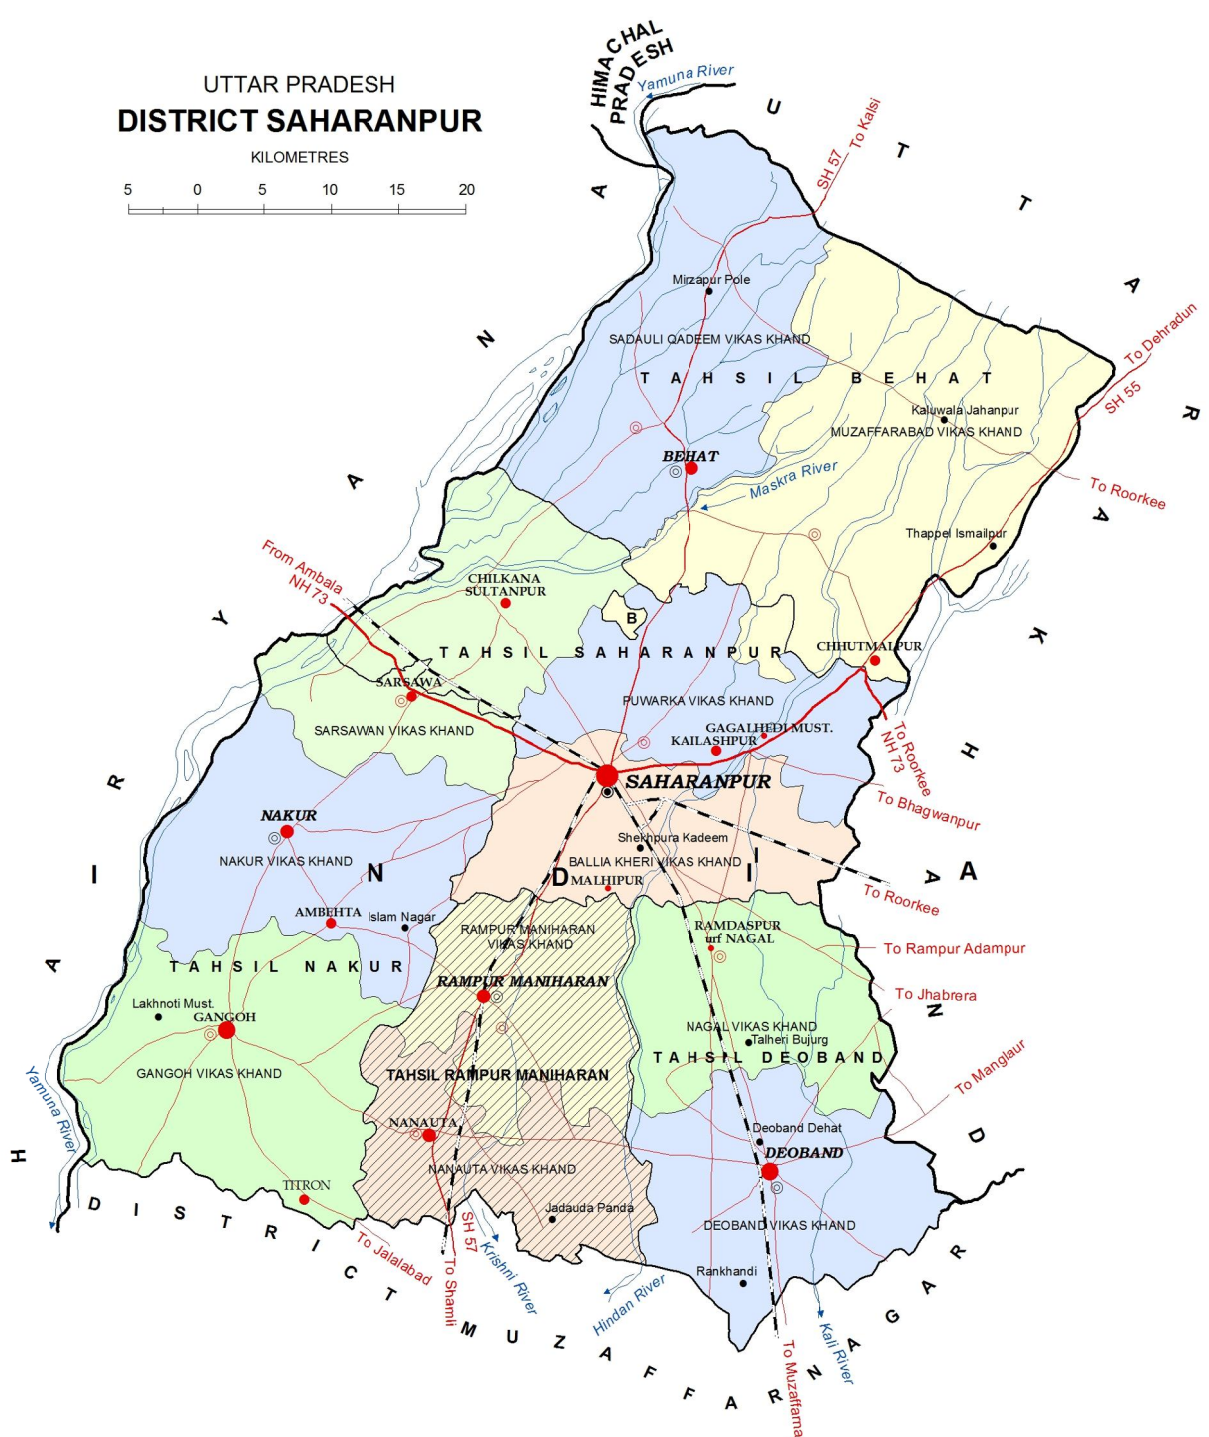 HIMACHAL
PRADESH
Yamuna River
UTTAR PRADESH
DISTRICT SAHARANPUR
KILOMETRES
5 0 5 10 15 20
UTTARAKHAND
SH 57
To Kalsi
HARIYANA
Mirzapur Pole
SADAULI QADEEM VIKAS KHAND
TAHSIL BEHAT
To Dehradun
SH 55
Kaluwala Jahanpur
MUZAFFARABAD VIKAS KHAND
BEHAT
Maskra River
To Roorkee
Thappel Ismailpur
From Ambala
NH 73
CHILKANA
SULTANPUR
B
TAHSIL SAHARANPUR
CHHUTMALPUR
SARSAWA
PUWARKA VIKAS KHAND
SARSAWAN VIKAS KHAND
GAGALHEDI MUST.
KAILASHPUR
To Roorkee
NH 73
SAHARANPUR
To Bhagwanpur
NAKUR
Shekhpura Kadeem
NAKUR VIKAS KHAND
BALLIA KHERI VIKAS KHAND
INDIA
MALHIPUR
To Roorkee
AMBEHTA
Islam Nagar
RAMPUR MANIHARAN
VIKAS KHAND
RAMDASPUR
urf NAGAL
To Rampur Adampur
TAHSIL NAKUR
RAMPUR MANIHARAN
To Jhabrera
Lakhnoti Must.
GANGOH
NAGAL VIKAS KHAND
Talheri Bujurg
TAHSIL DEOBAND
GANGOH VIKAS KHAND
TAHSIL RAMPUR MANIHARAN
To Manglaur
Yamuna River
NANAUTA
Deoband Dehat
DEOBAND
NANAUTA VIKAS KHAND
TITRON
Jadauda Panda
DEOBAND VIKAS KHAND
To Jalalabad
SH 57
To Shamli
Krishni River
Rankhandi
Hindan River
Kali River
To Muzaffarna
DISTRICT MUZAFFARNAGAR